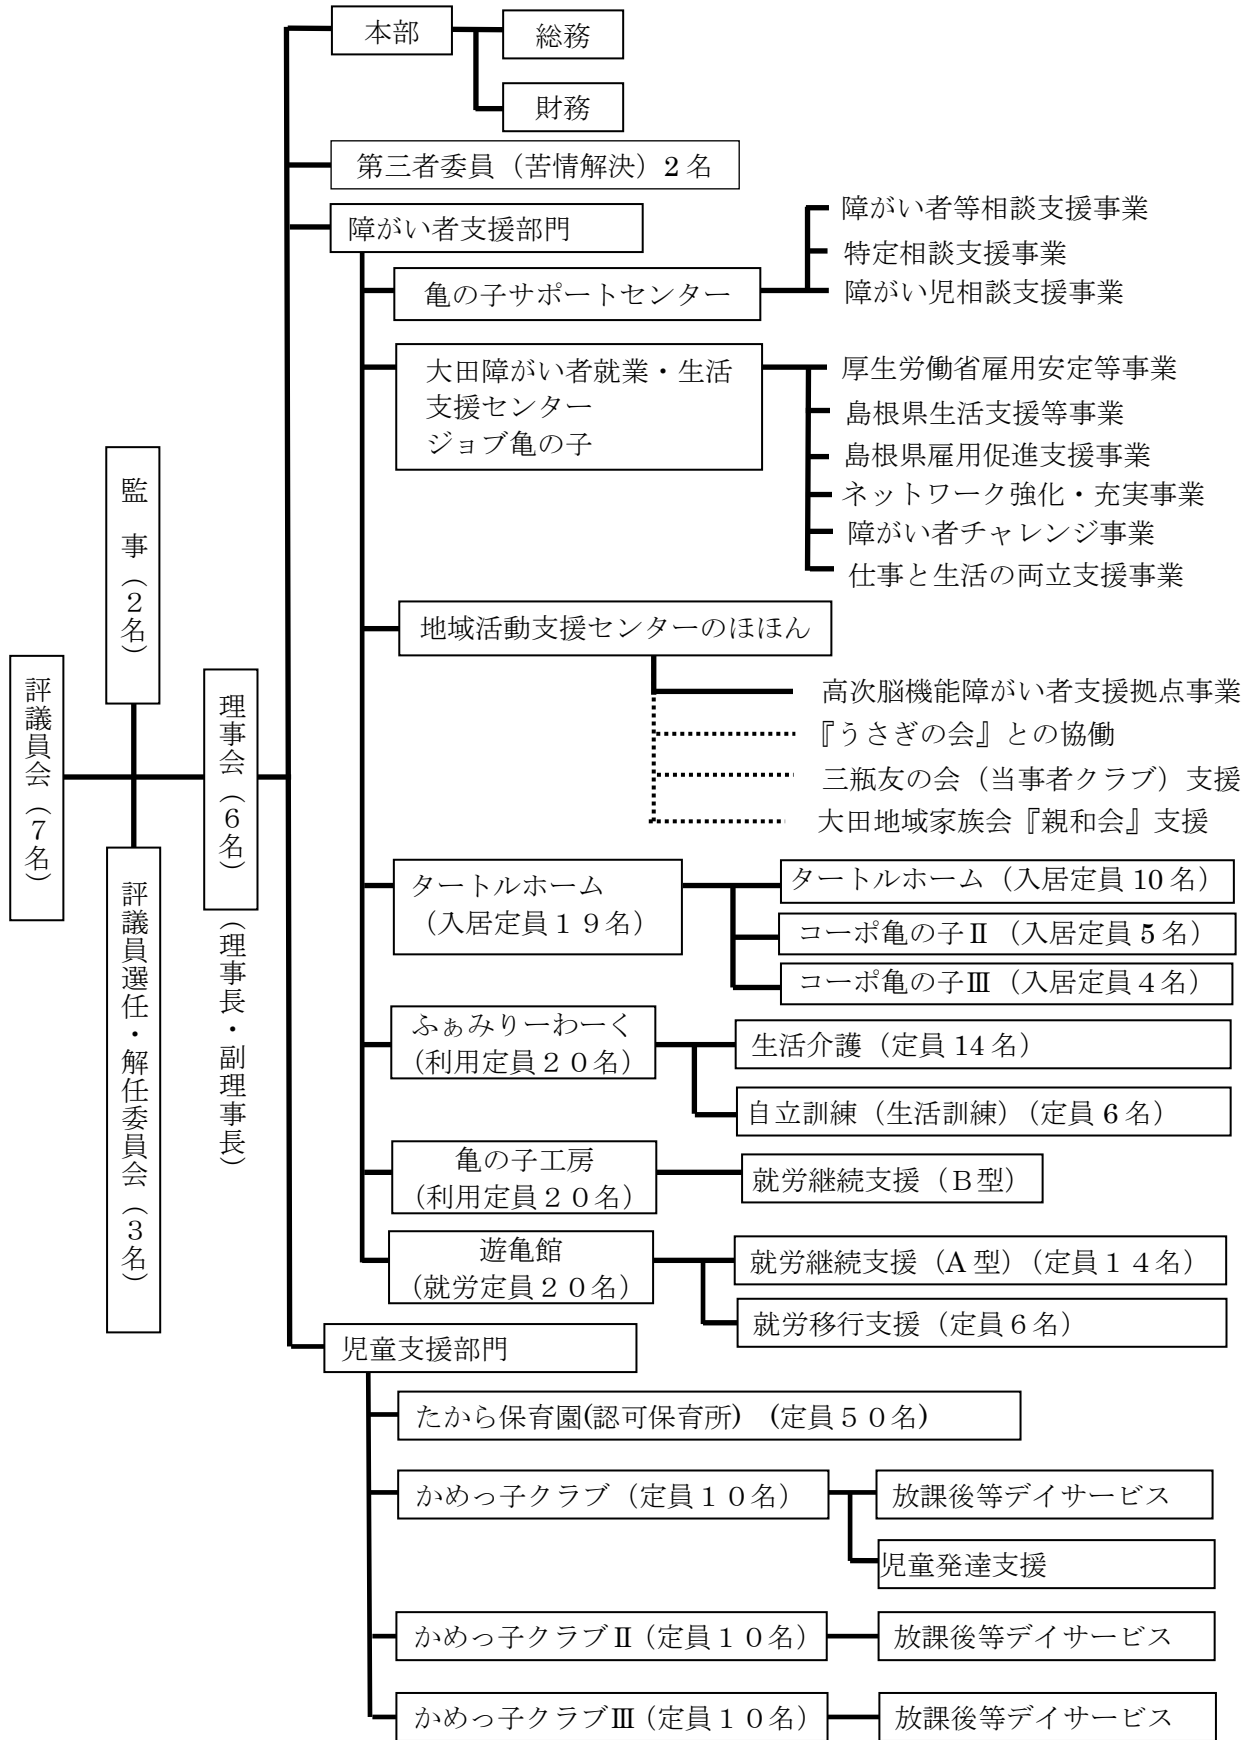 本部
総務
財務
第三者委員（苦情解決）2名
障がい者支援部門
亀の子サポートセンター
障がい者等相談支援事業
特定相談支援事業
障がい児相談支援事業
大田障がい者就業・生活
支援センター
ジョブ亀の子
厚生労働省雇用安定等事業
島根県生活支援等事業
島根県雇用促進支援事業
ネットワーク強化・充実事業
障がい者チャレンジ事業
仕事と生活の両立支援事業
監　事（２名）
評議員会（７名）
理事会（６名）
（理事長・副理事長）
評議員選任・解任委員会（３名）
地域活動支援センターのほほん
高次脳機能障がい者支援拠点事業
『うさぎの会』との協働
三瓶友の会（当事者クラブ）支援
大田地域家族会『親和会』支援
タートルホーム
（入居定員１９名）
タートルホーム（入居定員 10 名）
コーポ亀の子Ⅱ（入居定員 5 名）
コーポ亀の子Ⅲ（入居定員４名）
ふぁみりーわーく
（利用定員２０名）
生活介護（定員 14 名）
自立訓練（生活訓練）（定員 6 名）
亀の子工房
（利用定員２０名）
就労継続支援（Ｂ型）
遊亀館
（就労定員２０名）
就労継続支援（A 型）（定員１４名）
就労移行支援（定員６名）
児童支援部門
たから保育園(認可保育所)　(定員５０名)
かめっ子クラブ（定員１０名）
放課後等デイサービス
児童発達支援
かめっ子クラブⅡ（定員１０名）
放課後等デイサービス
かめっ子クラブⅢ（定員１０名）
放課後等デイサービス